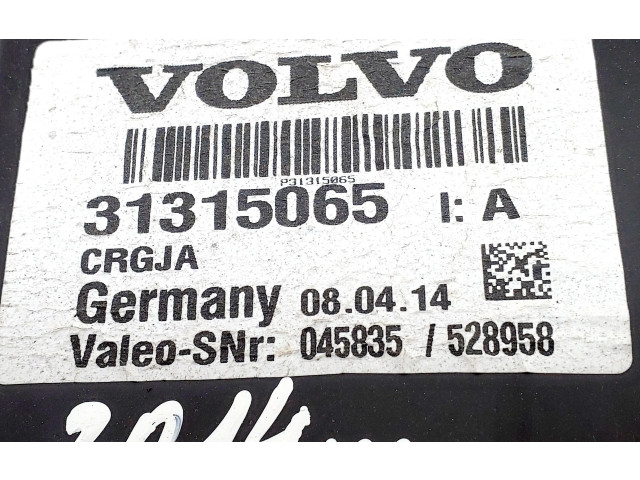 VOLVO
P31315065
31315065 I: A
CRGJA
Germany 08.04.14
Valeo-SNr: 045835 / 528958